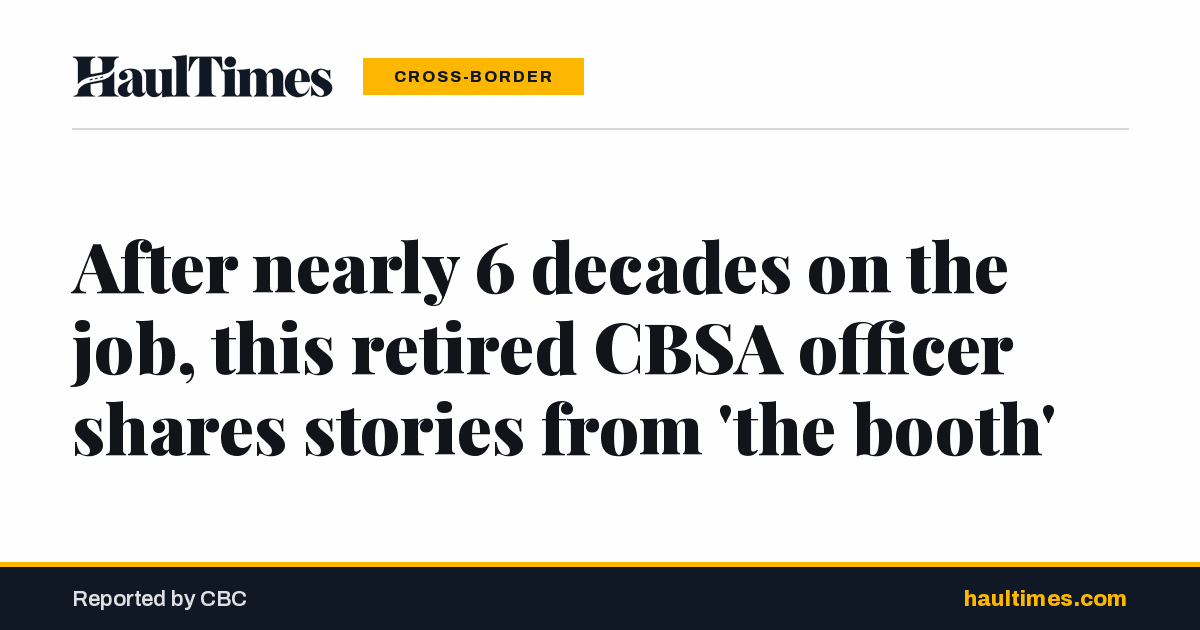 HaulTimes
CROSS-BORDER
After nearly 6 decades on the
job, this retired CBSA officer
shares stories from 'the booth'
Reported by CBC
haultimes.com